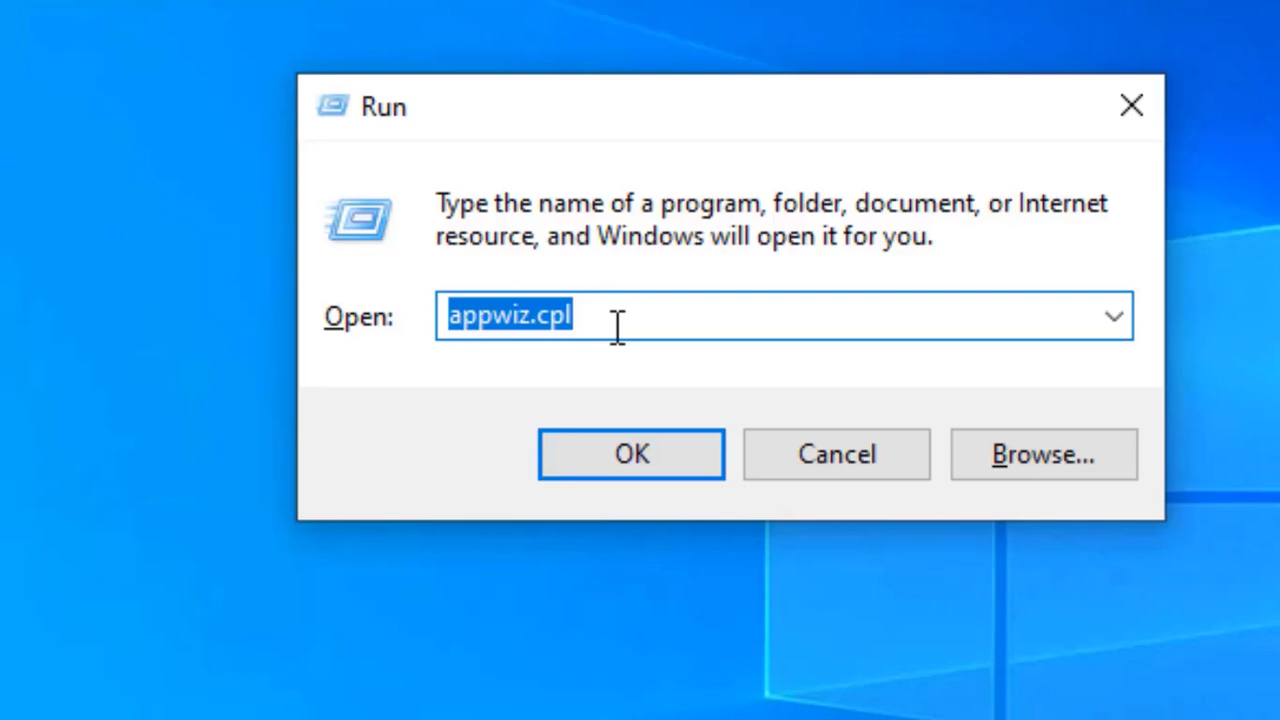 Run
Type the name of a program, folder, document, or Internet
resource, and Windows will open it for you.
Open: appwiz.cpl
OK Cancel Browse...